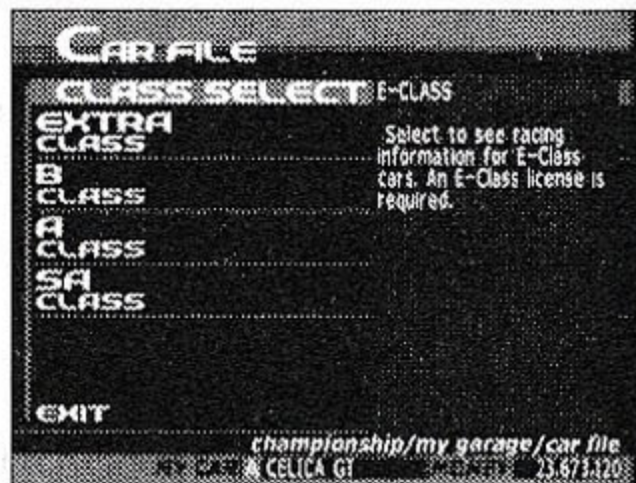 CAR FILE
CLASS SELECT
E-CLASS
EXTRA
CLASS
Select to see racing
information for E-Class
cars. An E-Class license is
required.
B
CLASS
A
CLASS
SA
CLASS
EXIT
championship/my garage/car file
MY CAR A CELICA GT MONEY 23,673,120